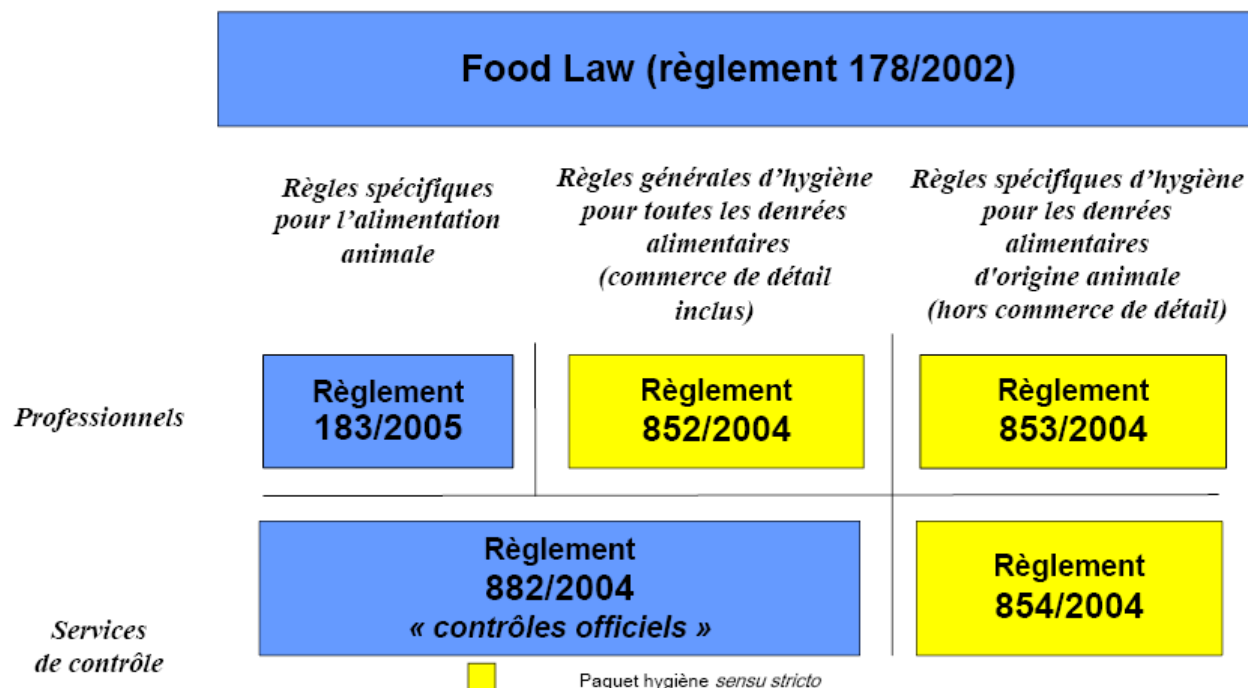 Food Law (règlement 178/2002)
Règles spécifiques
pour l'alimentation
animale
Règles générales d'hygiène
pour toutes les denrées
alimentaires
(commerce de détail
inclus)
Règles spécifiques d'hygiène
pour les denrées
alimentaires
d'origine animale
(hors commerce de détail)
Professionnels
Règlement
183/2005
Règlement
852/2004
Règlement
853/2004
Services
de contrôle
Règlement
882/2004
« contrôles officiels »
Règlement
854/2004
Paquet hygiène sensu stricto